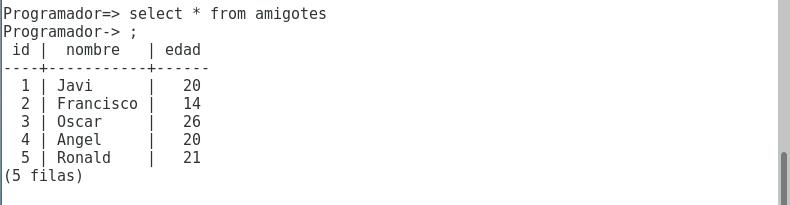 Programador=> select * from amigotes
Programador-> ;
 id |  nombre   | edad
----+-----------+------
  1 | Javi      |   20
  2 | Francisco |   14
  3 | Oscar     |   26
  4 | Angel     |   20
  5 | Ronald    |   21
(5 filas)